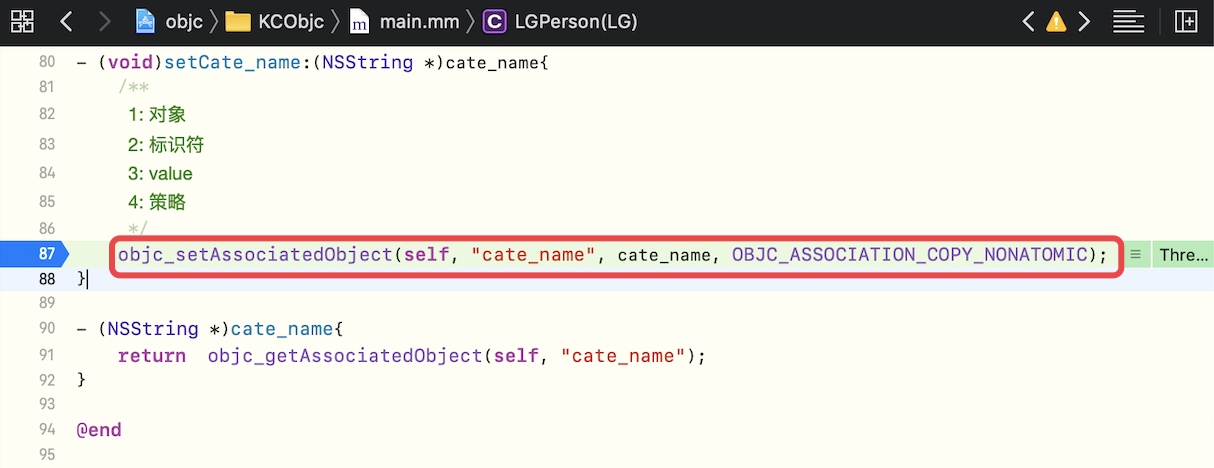 objc 〉 KCObjc 〉 m main.mm 〉 C LGPerson(LG)
80 - (void)setCate_name:(NSString *)cate_name{
81 /**
82 1: 对象
83 2: 标识符
84 3: value
85 4: 策略
86 */
87 objc_setAssociatedObject(self, "cate_name", cate_name, OBJC_ASSOCIATION_COPY_NONATOMIC); Thre...
88 }
89
90 - (NSString *)cate_name{
91 return objc_getAssociatedObject(self, "cate_name");
92 }
93
94 @end
95